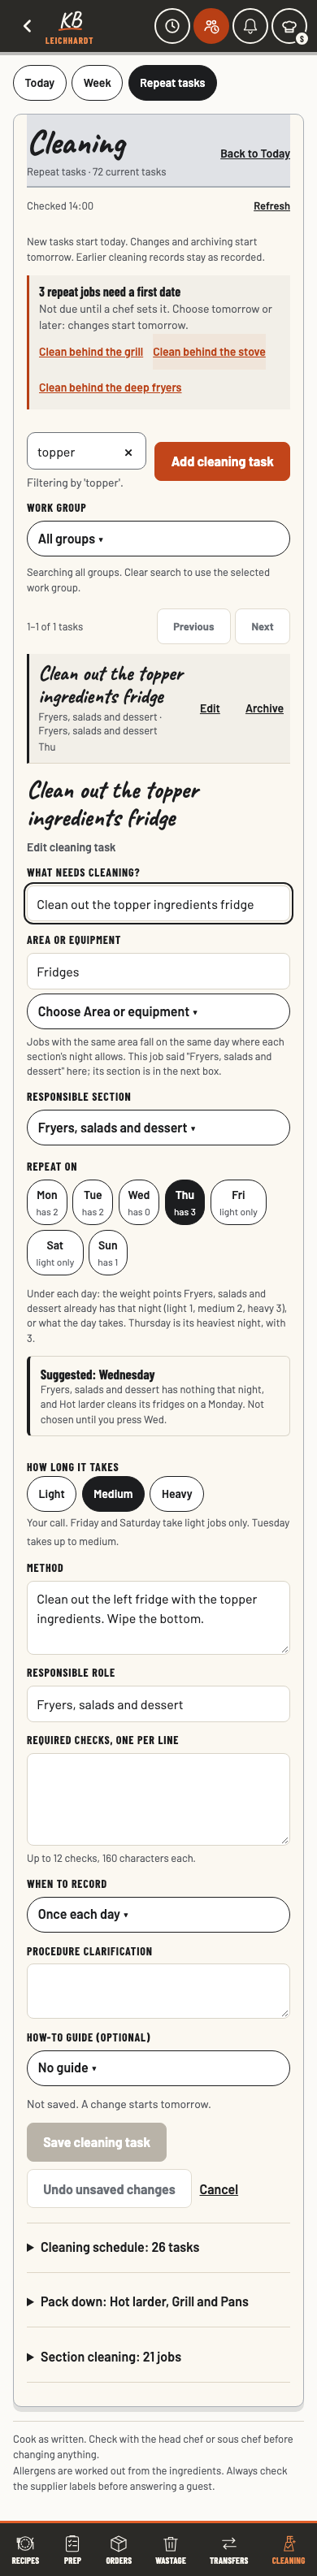 KB
LEICHHARDT
$
Today
Week
Repeat tasks
Cleaning
Back to Today
Repeat tasks · 72 current tasks
Checked 14:00
Refresh
New tasks start today. Changes and archiving start
tomorrow. Earlier cleaning records stay as recorded.
3 repeat jobs need a first date
Not due until a chef sets it. Choose tomorrow or
later: changes start tomorrow.
Clean behind the grill
Clean behind the stove
Clean behind the deep fryers
topper
×
Add cleaning task
Filtering by 'topper'.
WORK GROUP
All groups ▾
Searching all groups. Clear search to use the selected
work group.
1–1 of 1 tasks
Previous
Next
Clean out the topper
ingredients fridge
Fryers, salads and dessert ·
Fryers, salads and dessert
Thu
Edit
Archive
Clean out the topper
ingredients fridge
Edit cleaning task
WHAT NEEDS CLEANING?
Clean out the topper ingredients fridge
AREA OR EQUIPMENT
Fridges
Choose Area or equipment ▾
Jobs with the same area fall on the same day where each
section's night allows. This job said "Fryers, salads and
dessert" here; its section is in the next box.
RESPONSIBLE SECTION
Fryers, salads and dessert ▾
REPEAT ON
Mon
has 2
Tue
has 2
Wed
has 0
Thu
has 3
Fri
light only
Sat
light only
Sun
has 1
Under each day: the weight points Fryers, salads and
dessert already has that night (light 1, medium 2, heavy 3),
or what the day takes. Thursday is its heaviest night, with
3.
Suggested: Wednesday
Fryers, salads and dessert has nothing that night,
and Hot larder cleans its fridges on a Monday. Not
chosen until you press Wed.
HOW LONG IT TAKES
Light
Medium
Heavy
Your call. Friday and Saturday take light jobs only. Tuesday
takes up to medium.
METHOD
Clean out the left fridge with the topper
ingredients. Wipe the bottom.
RESPONSIBLE ROLE
Fryers, salads and dessert
REQUIRED CHECKS, ONE PER LINE
Up to 12 checks, 160 characters each.
WHEN TO RECORD
Once each day ▾
PROCEDURE CLARIFICATION
HOW-TO GUIDE (OPTIONAL)
No guide ▾
Not saved. A change starts tomorrow.
Save cleaning task
Undo unsaved changes
Cancel
▶ Cleaning schedule: 26 tasks
▶ Pack down: Hot larder, Grill and Pans
▶ Section cleaning: 21 jobs
Cook as written. Check with the head chef or sous chef before
changing anything.
Allergens are worked out from the ingredients. Always check
the supplier labels before answering a guest.
RECIPES
PREP
ORDERS
WASTAGE
TRANSFERS
CLEANING